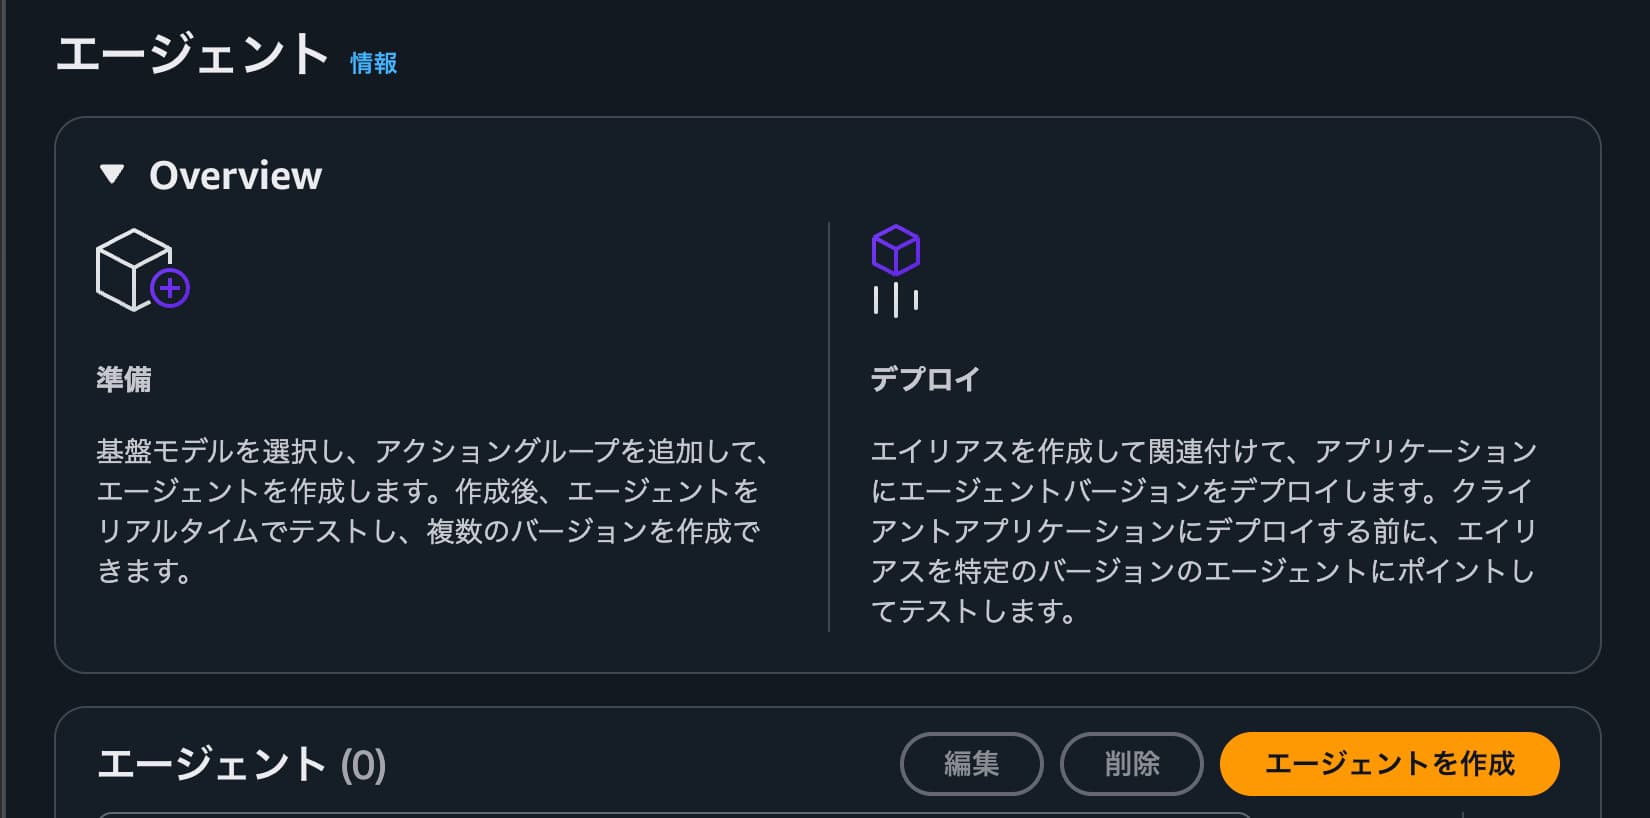 エージェント 情報
Overview
準備
基盤モデルを選択し、アクショングループを追加して、
エージェントを作成します。作成後、エージェントを
リアルタイムでテストし、複数のバージョンを作成で
きます。
デプロイ
エイリアスを作成して関連付けて、アプリケーション
にエージェントバージョンをデプロイします。クライ
アントアプリケーションにデプロイする前に、エイリ
アスを特定のバージョンのエージェントにポイントし
てテストします。
エージェント (0) 編集 削除 エージェントを作成